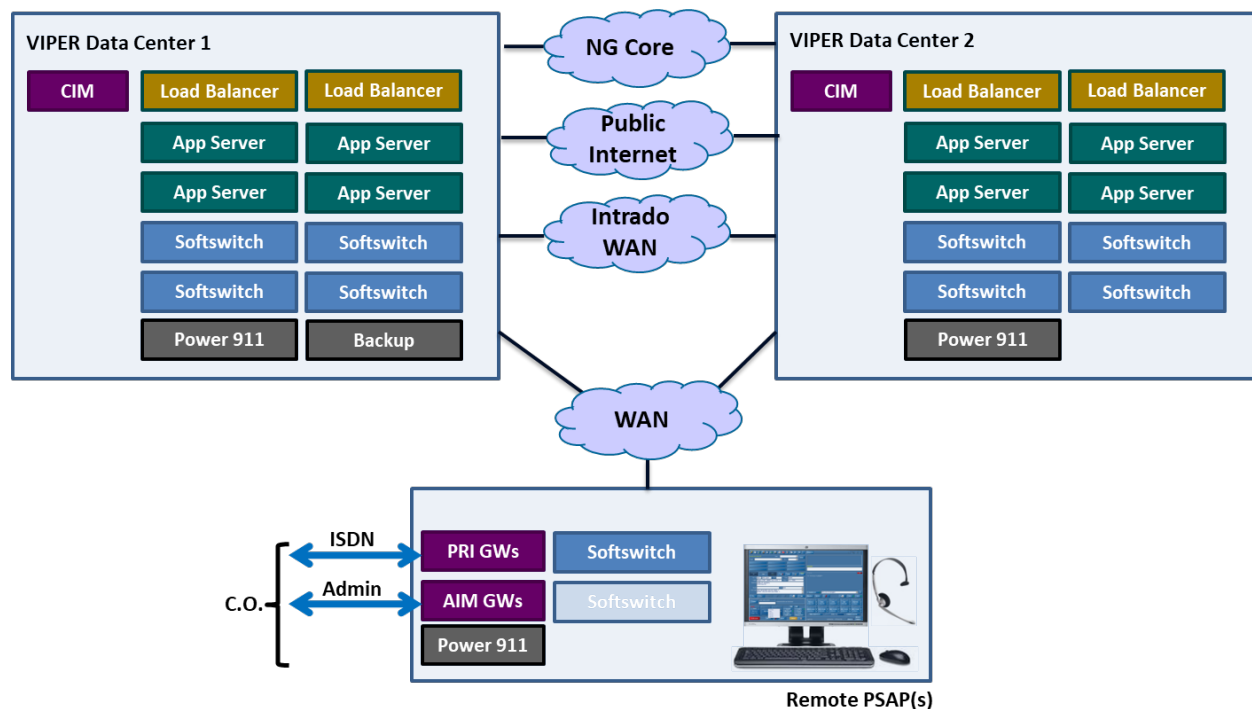 VIPER Data Center 1
CIM
Load Balancer
Load Balancer
App Server
App Server
App Server
App Server
Softswitch
Softswitch
Softswitch
Softswitch
Power 911
Backup
NG Core
Public
Internet
Intrado
WAN
VIPER Data Center 2
CIM
Load Balancer
Load Balancer
App Server
App Server
App Server
App Server
Softswitch
Softswitch
Softswitch
Softswitch
Power 911
WAN
C.O.
ISDN
Admin
PRI GWs
Softswitch
AIM GWs
Softswitch
Power 911
Remote PSAP(s)